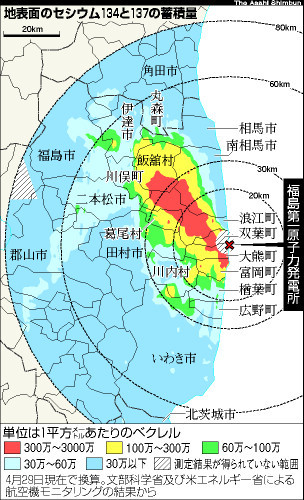 The Asahi Shimbun
地表面のセシウム134と137の蓄積量
20km
80km
60km
30km
20km
角田市
丸森町
伊達市
相馬市
南相馬市
福島市
飯舘村
川俣町
二本松市
浪江町
双葉町
葛尾村
大熊町
田村市
富岡町
郡山市
川内村
楢葉町
広野町
いわき市
北茨城市
福島第一原子力発電所
単位は1平方メートルあたりのベクレル
300万～3000万
100万～300万
60万～100万
30万～60万
30万以下
測定結果が得られていない範囲
4月29日現在で換算。文部科学省及び米エネルギー省による
航空機モニタリングの結果から